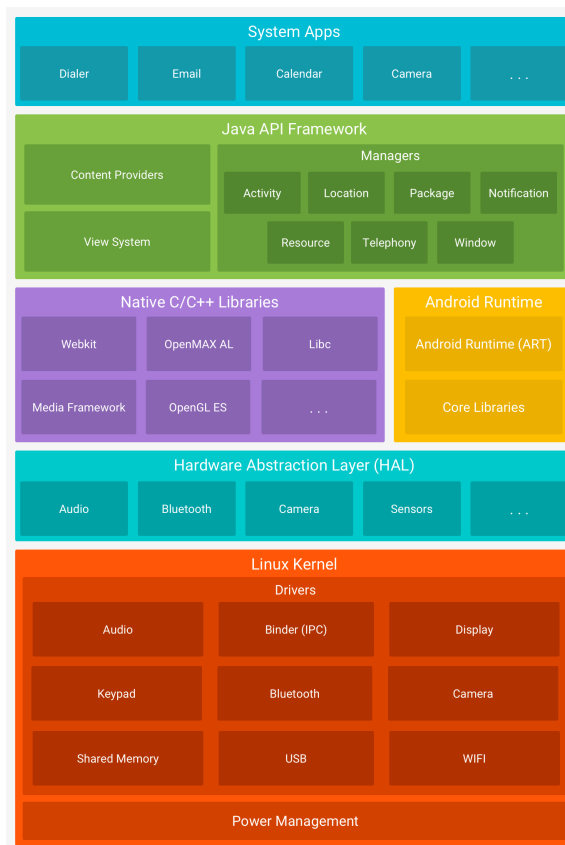 System Apps
Dialer
Email
Calendar
Camera
. . .
Java API Framework
Content Providers
View System
Managers
Activity
Location
Package
Notification
Resource
Telephony
Window
Native C/C++ Libraries
Webkit
OpenMAX AL
Libc
Media Framework
OpenGL ES
. . .
Android Runtime
Android Runtime (ART)
Core Libraries
Hardware Abstraction Layer (HAL)
Audio
Bluetooth
Camera
Sensors
. . .
Linux Kernel
Drivers
Audio
Binder (IPC)
Display
Keypad
Bluetooth
Camera
Shared Memory
USB
WIFI
Power Management